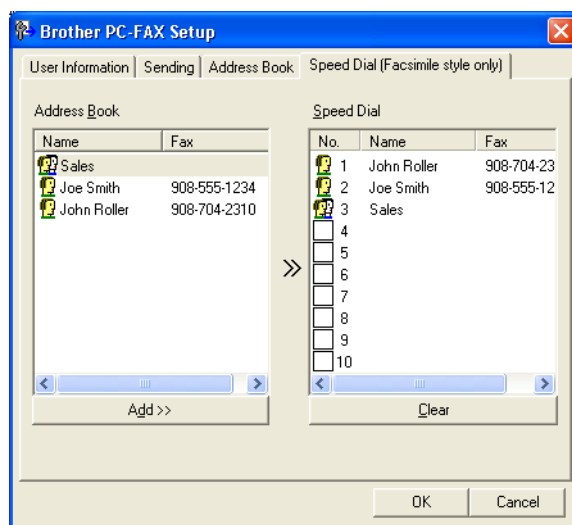 Brother PC-FAX Setup
User Information Sending Address Book Speed Dial (Facsimile style only)
Address Book
Name Fax
Sales
Joe Smith 908-555-1234
John Roller 908-704-2310
Add >>
>>
Speed Dial
No. Name Fax
1 John Roller 908-704-23
2 Joe Smith 908-555-12
3 Sales
4
5
6
7
8
9
10
Clear
OK Cancel